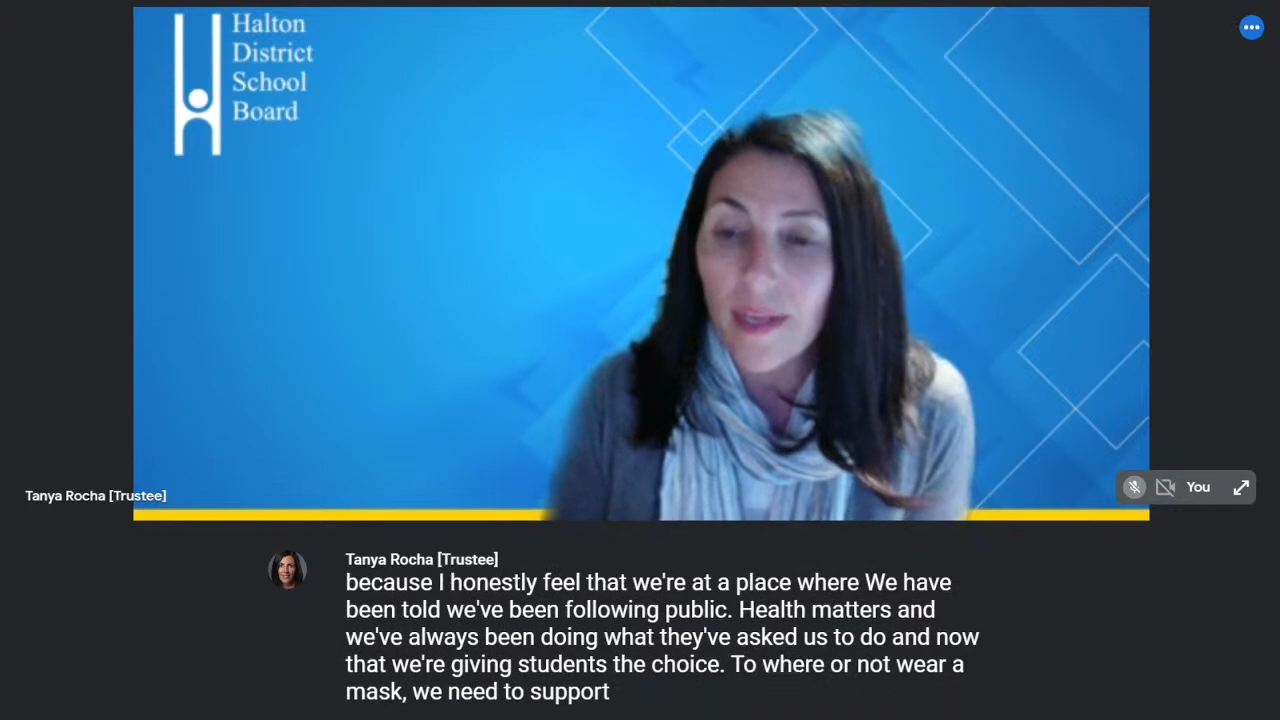 Halton
District
School
Board
Tanya Rocha [Trustee]
You
Tanya Rocha [Trustee]
because I honestly feel that we're at a place where We have
been told we've been following public. Health matters and
we've always been doing what they've asked us to do and now
that we're giving students the choice. To where or not wear a
mask, we need to support